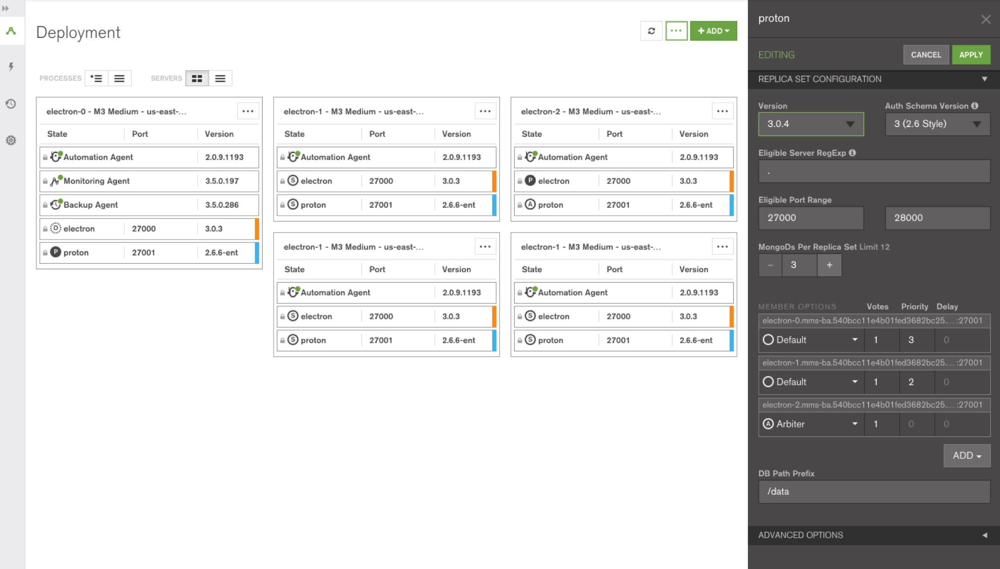 Deployment
+ ADD
PROCESSES
SERVERS
electron-0 - M3 Medium - us-east-...
State Port Version
Automation Agent 2.0.9.1193
Monitoring Agent 3.5.0.197
Backup Agent 3.5.0.286
D electron 27000 3.0.3
P proton 27001 2.6.6-ent
electron-1 - M3 Medium - us-east-...
State Port Version
Automation Agent 2.0.9.1193
S electron 27000 3.0.3
S proton 27001 2.6.6-ent
electron-2 - M3 Medium - us-east-...
State Port Version
Automation Agent 2.0.9.1193
P electron 27000 3.0.3
A proton 27001 2.6.6-ent
electron-1 - M3 Medium - us-east-...
State Port Version
Automation Agent 2.0.9.1193
S electron 27000 3.0.3
S proton 27001 2.6.6-ent
electron-1 - M3 Medium - us-east-...
State Port Version
Automation Agent 2.0.9.1193
S electron 27000 3.0.3
S proton 27001 2.6.6-ent
proton
EDITING CANCEL APPLY
REPLICA SET CONFIGURATION
Version Auth Schema Version
3.0.4 3 (2.6 Style)
Eligible Server RegExp
.
Eligible Port Range
27000 28000
MongoDs Per Replica Set Limit 12
− 3 +
MEMBER OPTIONS Votes Priority Delay
electron-0.mms-ba.540bcc11e4b01fed3682bc25.... :27001
Default 1 3 0
electron-1.mms-ba.540bcc11e4b01fed3682bc25.... :27001
Default 1 2 0
electron-2.mms-ba.540bcc11e4b01fed3682bc25.... :27001
A Arbiter 1 0 0
ADD
DB Path Prefix
/data
ADVANCED OPTIONS